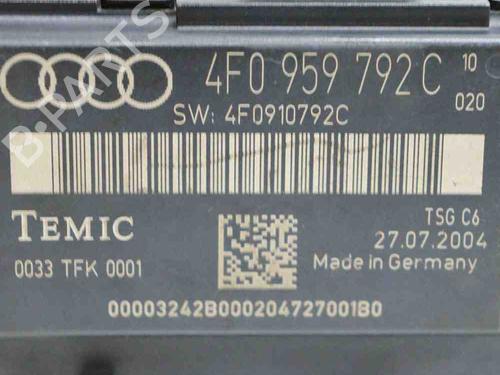 4F0 959 792 C 10
020
SW: 4F0910792C
TEMIC
TSG C6
27.07.2004
0033 TFK 0001
Made in Germany
00003242B000204727001B0
B-PARTS